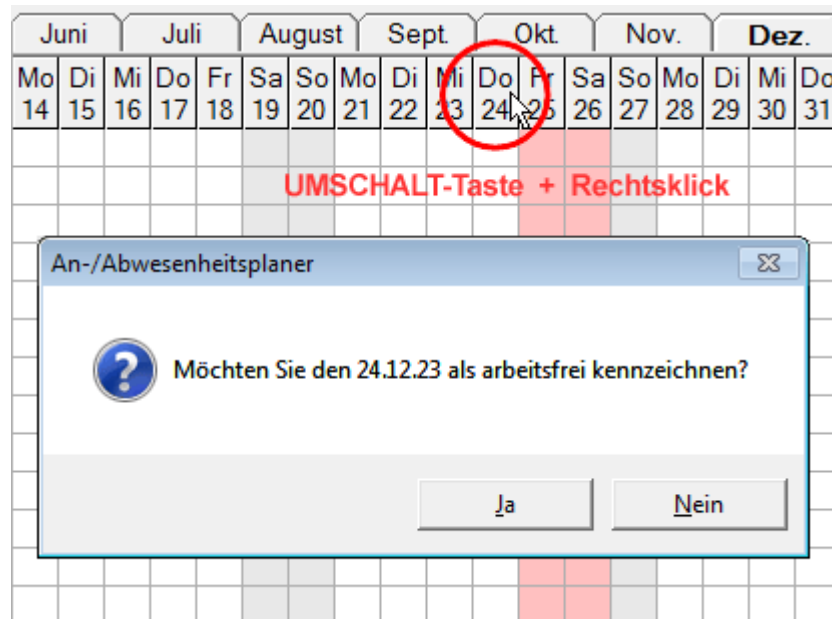 Juni Juli August Sept. Okt. Nov. Dez.
Mo Di Mi Do Fr Sa So Mo Di Mi Do Fr Sa So Mo Di Mi Do
14 15 16 17 18 19 20 21 22 23 24 25 26 27 28 29 30 31
UMSCHALT-Taste + Rechtsklick
An-/Abwesenheitsplaner
Möchten Sie den 24.12.23 als arbeitsfrei kennzeichnen?
Ja Nein